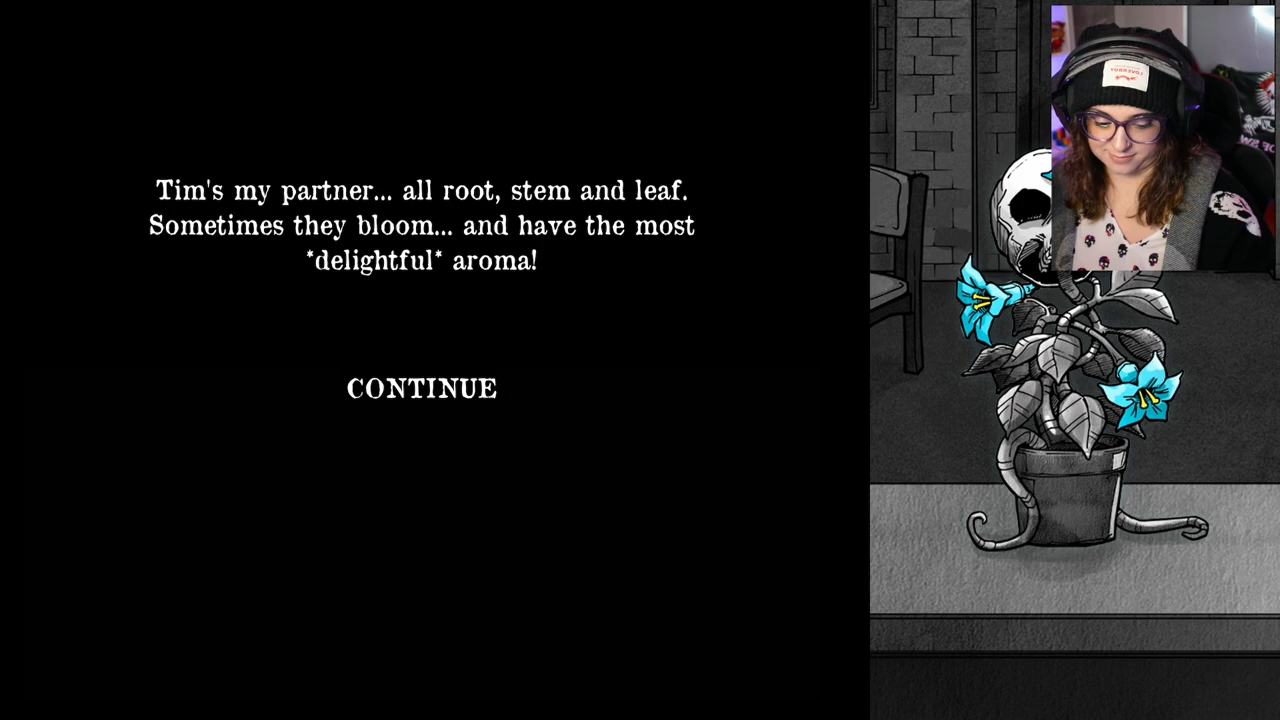 Tim's my partner... all root, stem and leaf.
Sometimes they bloom... and have the most
*delightful* aroma!
CONTINUE